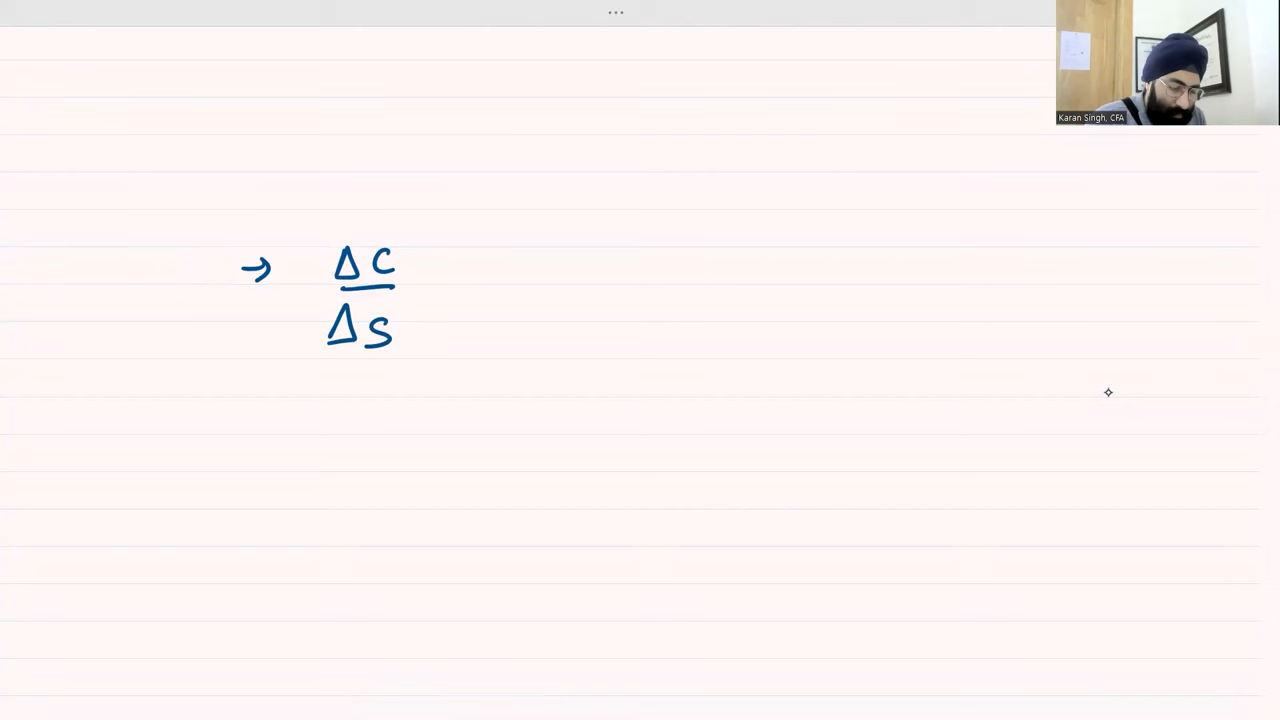 ...
Karan Singh, CFA
→ ΔC
ΔS